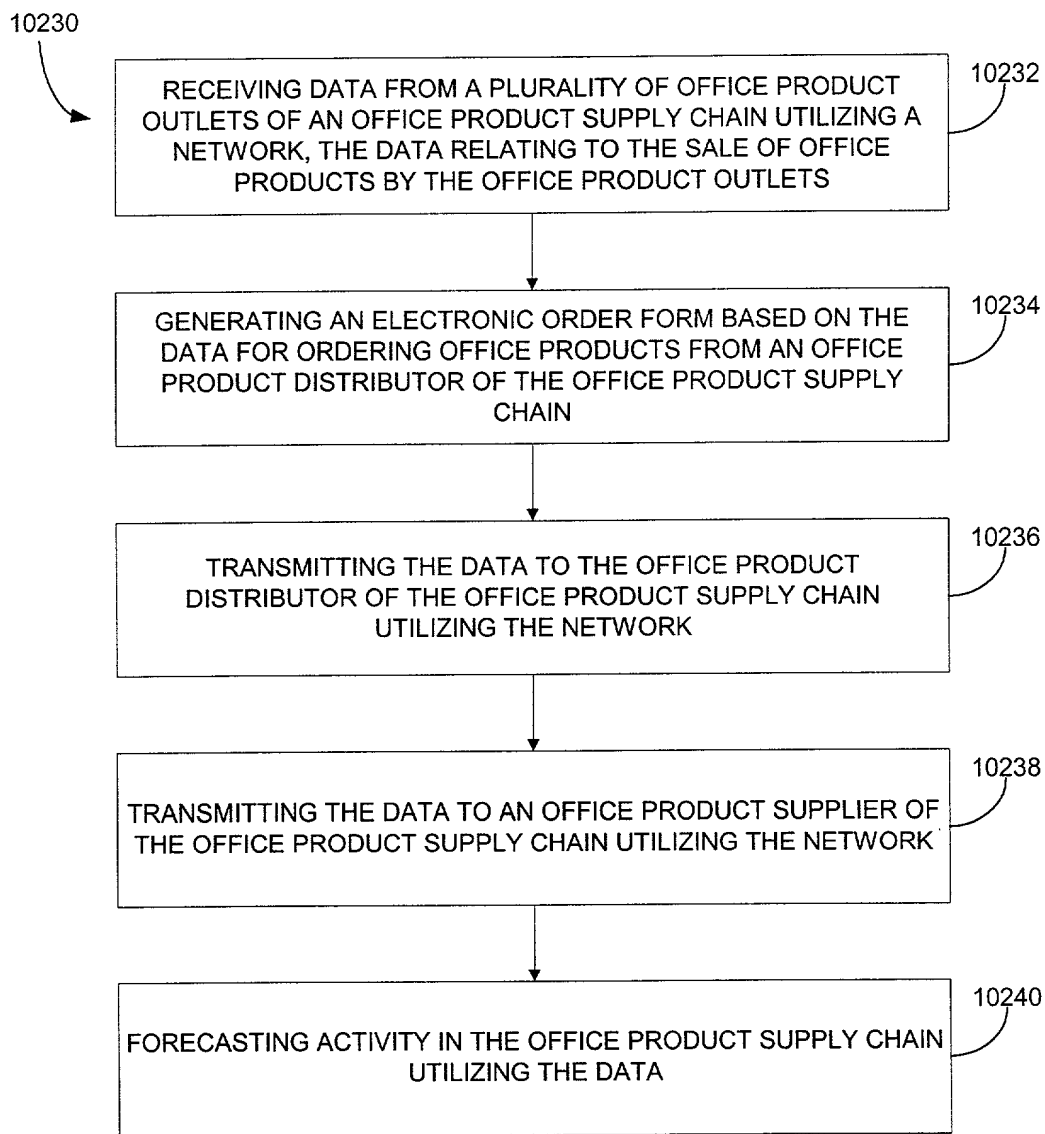 10230
10232
RECEIVING DATA FROM A PLURALITY OF OFFICE PRODUCT
OUTLETS OF AN OFFICE PRODUCT SUPPLY CHAIN UTILIZING A
NETWORK, THE DATA RELATING TO THE SALE OF OFFICE
PRODUCTS BY THE OFFICE PRODUCT OUTLETS
10234
GENERATING AN ELECTRONIC ORDER FORM BASED ON THE
DATA FOR ORDERING OFFICE PRODUCTS FROM AN OFFICE
PRODUCT DISTRIBUTOR OF THE OFFICE PRODUCT SUPPLY
CHAIN
10236
TRANSMITTING THE DATA TO THE OFFICE PRODUCT
DISTRIBUTOR OF THE OFFICE PRODUCT SUPPLY CHAIN
UTILIZING THE NETWORK
10238
TRANSMITTING THE DATA TO AN OFFICE PRODUCT SUPPLIER OF
THE OFFICE PRODUCT SUPPLY CHAIN UTILIZING THE NETWORK
10240
FORECASTING ACTIVITY IN THE OFFICE PRODUCT SUPPLY CHAIN
UTILIZING THE DATA